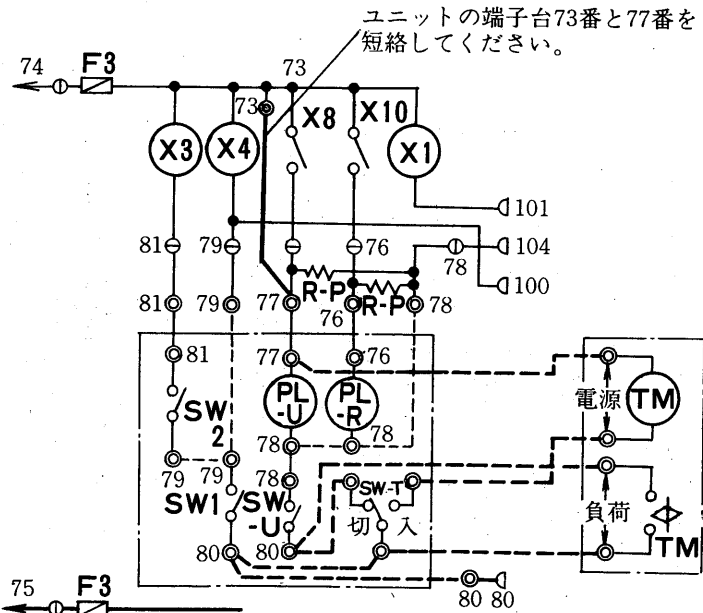 ユニットの端子台73番と77番を
短絡してください。
74 F3 73
73 X8 X10
X3 X4 X1
101
81 79 76 104
78
100
R-P
81 79 77 R-P 78
76
81 77 76
PL-U PL-R
電源 TM
SW2
78 78
79 79 78 SW-T
SW1 SW-U 切 入 負荷
TM
80 80
80 80
75 F3